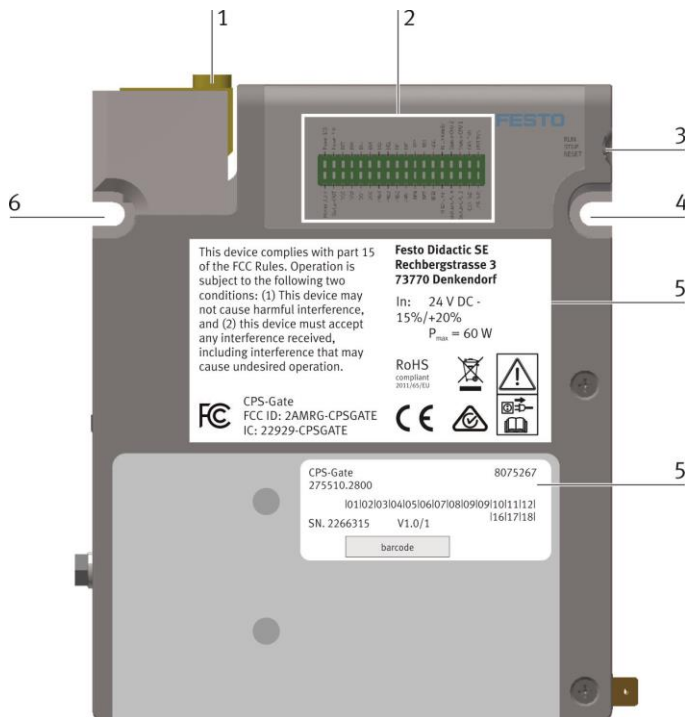 1
2
FESTO
RUN
STOP
RESET
3
6
4
This device complies with part 15
of the FCC Rules. Operation is
subject to the following two
conditions: (1) This device may
not cause harmful interference,
and (2) this device must accept
any interference received,
including interference that may
cause undesired operation.
FC
CPS-Gate
FCC ID: 2AMRG-CPSGATE
IC: 22929-CPSGATE
Festo Didactic SE
Rechbergstrasse 3
73770 Denkendorf
In: 24 V DC -
15%/+20%
Pmax = 60 W
RoHS
compliant
2011/65/EU
CE
5
CPS-Gate 8075267
275510.2800
|01|02|03|04|05|06|07|08|09|09|10|11|12|
|16|17|18|
SN. 2266315 V1.0/1
barcode
5